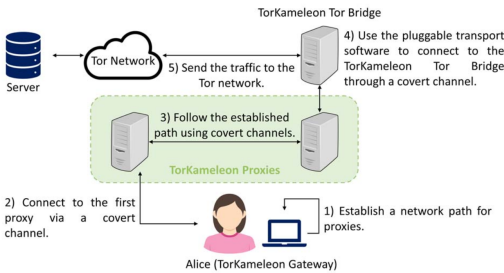 TorKameleon Tor Bridge
4) Use the pluggable transport
software to connect to the
TorKameleon Tor Bridge
through a covert channel.
Tor Network
Server
5) Send the traffic to the
Tor network.
3) Follow the established
path using covert channels.
TorKameleon Proxies
2) Connect to the first
proxy via a covert
channel.
1) Establish a network path for
proxies.
Alice (TorKameleon Gateway)